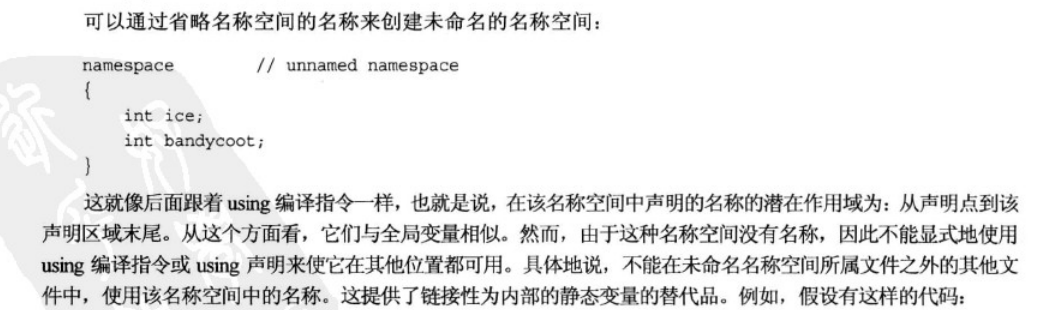 可以通过省略名称空间的名称来创建未命名的名称空间：
namespace // unnamed namespace
{
int ice;
int bandycoot;
}
这就像后面跟着 using 编译指令一样，也就是说，在该名称空间中声明的名称的潜在作用域为：从声明点到该
声明区域末尾。从这个方面看，它们与全局变量相似。然而，由于这种名称空间没有名称，因此不能显式地使用
using 编译指令或 using 声明来使它在其他位置都可用。具体地说，不能在未命名名称空间所属文件之外的其他文
件中，使用该名称空间中的名称。这提供了链接性为内部的静态变量的替代品。例如，假设有这样的代码：